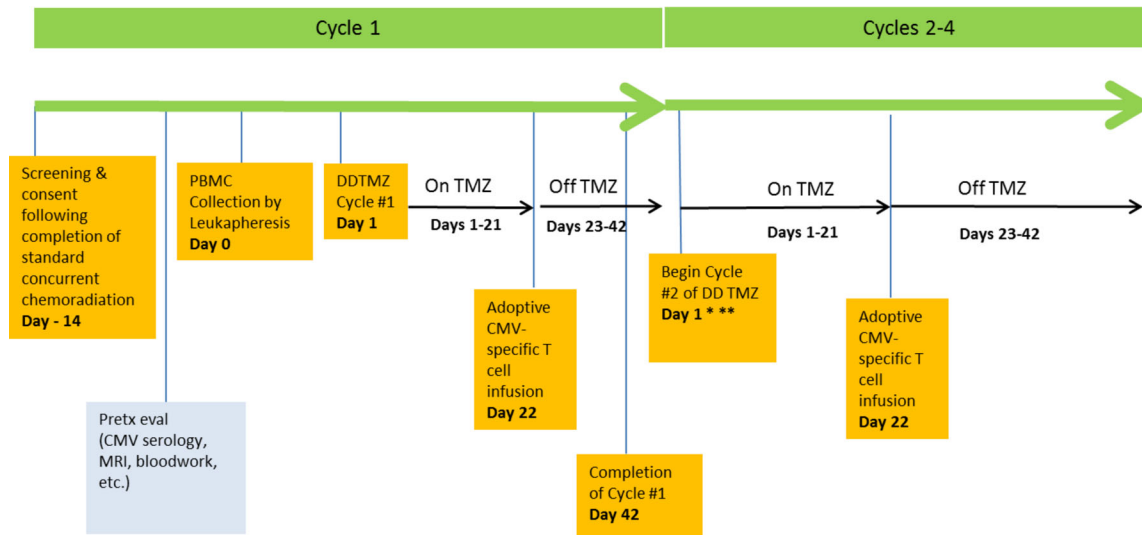 Cycle 1
Cycles 2-4
Screening &
consent
following
completion of
standard
concurrent
chemoradiation
Day - 14
Pretx eval
(CMV serology,
MRI, bloodwork,
etc.)
PBMC
Collection by
Leukapheresis
Day 0
DDTMZ
Cycle #1
Day 1
On TMZ
Days 1-21
Adoptive
CMV-
specific T
cell
infusion
Day 22
Off TMZ
Days 23-42
Completion
of Cycle #1
Day 42
Begin Cycle
#2 of DD TMZ
Day 1 * **
On TMZ
Days 1-21
Adoptive
CMV-
specific T
cell
infusion
Day 22
Off TMZ
Days 23-42